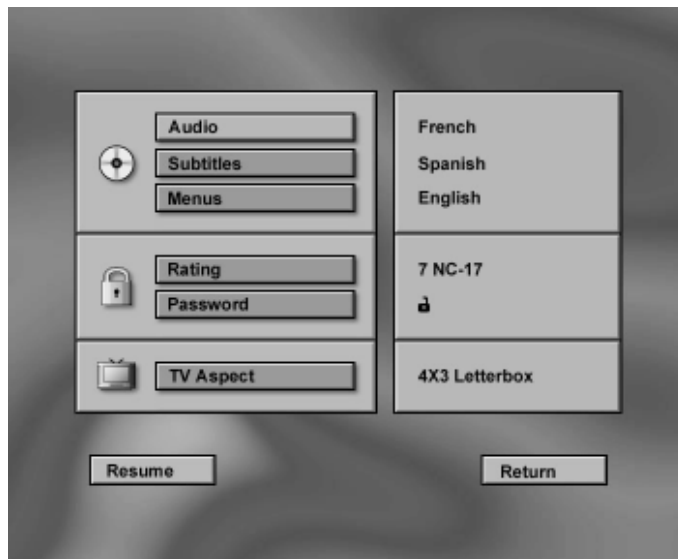 Audio French
Subtitles Spanish
Menus English
Rating 7 NC-17
Password
TV Aspect 4X3 Letterbox
Resume Return